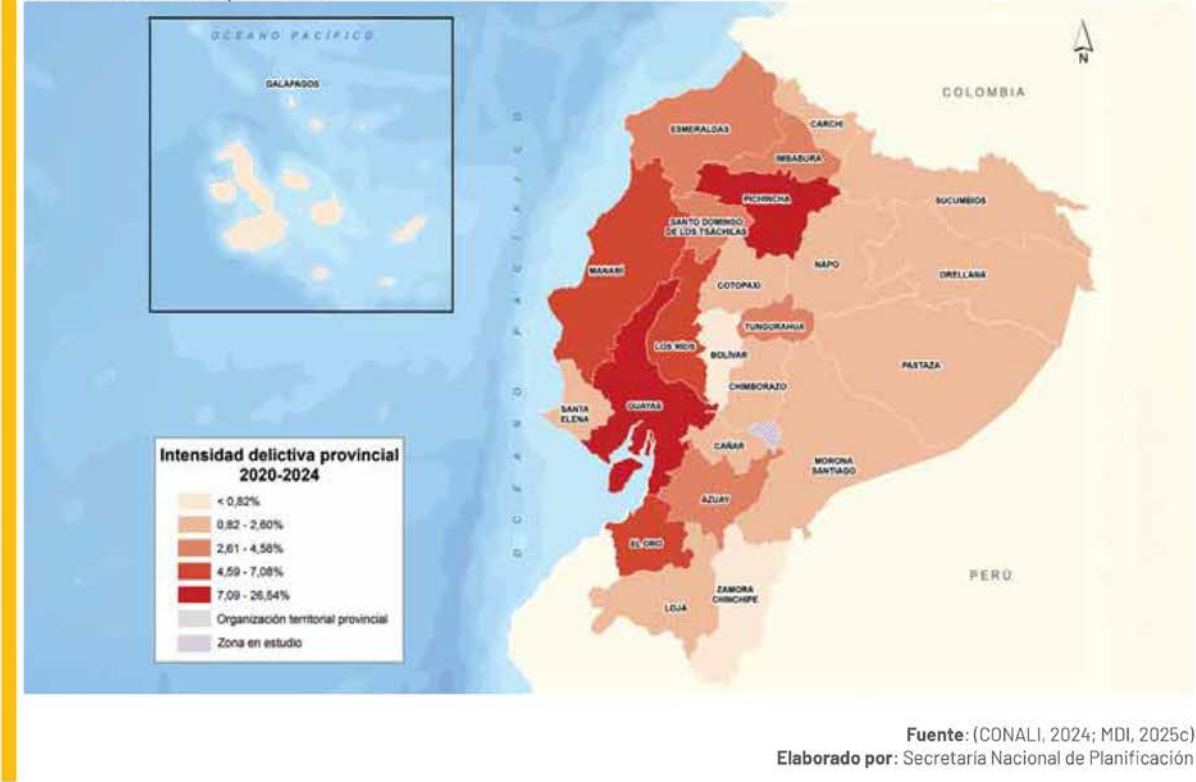 OCEANO PACÍFICO
GALÁPAGOS
N
COLOMBIA
ESMERALDAS
CARCHI
IMBABURA
PICHINCHA
SUCUMBIOS
SANTO DOMINGO
DE LOS TSÁCHILAS
MANABÍ
NAPO
ORELLANA
COTOPAXI
TUNGURAHUA
LOS RIOS
BOLÍVAR
PASTAZA
CHIMBORAZO
SANTA
ELENA
GUAYAS
CAÑAR
MORONA
SANTIAGO
AZUAY
EL ORO
PERÚ
ZAMORA
CHINCHIPE
LOJA
Intensidad delictiva provincial
2020-2024
< 0,82%
0,82 - 2,60%
2,61 - 4,58%
4,59 - 7,08%
7,09 - 26,54%
Organización territorial provincial
Zona en estudio
Fuente: (CONALI, 2024; MDI, 2025c)
Elaborado por: Secretaría Nacional de Planificación